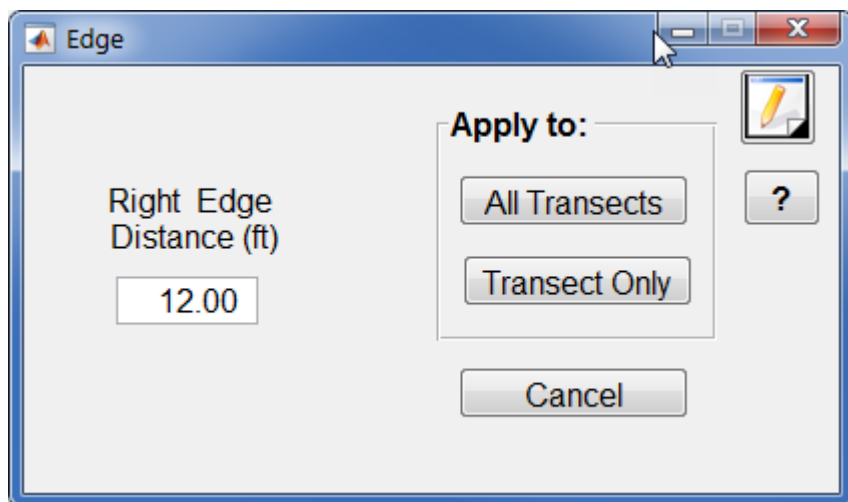 Edge
Apply to:
Right Edge
Distance (ft)
12.00
All Transects
Transect Only
Cancel
?